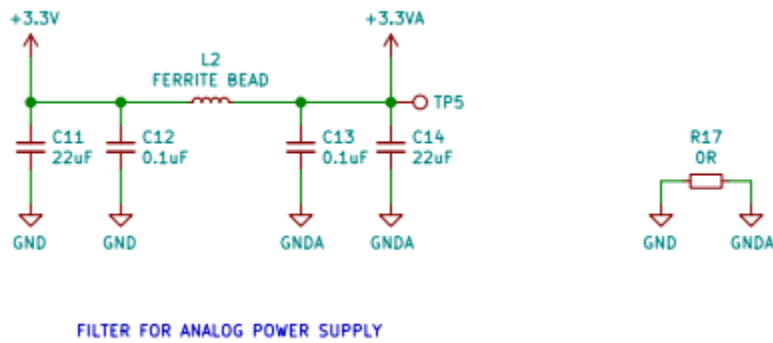 +3.3V
+3.3VA
L2
FERRITE BEAD
TP5
C11
22uF
C12
0.1uF
C13
0.1uF
C14
22uF
R17
0R
GND
GND
GNDA
GNDA
GND
GNDA
FILTER FOR ANALOG POWER SUPPLY